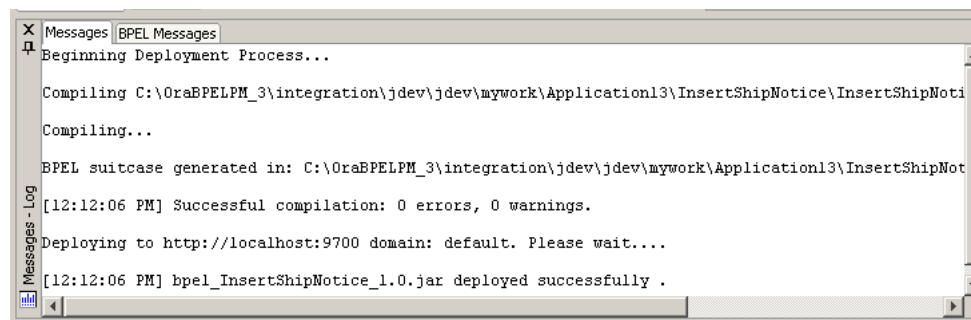 Messages BPEL Messages
Beginning Deployment Process...
Compiling C:\OraBPELPM_3\integration\jdev\jdev\mywork\Application13\InsertShipNotice\InsertShipNoti
Compiling...
BPEL suitcase generated in: C:\OraBPELPM_3\integration\jdev\jdev\mywork\Application13\InsertShipNot
[12:12:06 PM] Successful compilation: 0 errors, 0 warnings.
Deploying to http://localhost:9700 domain: default. Please wait....
[12:12:06 PM] bpel_InsertShipNotice_1.0.jar deployed successfully .
Messages - Log